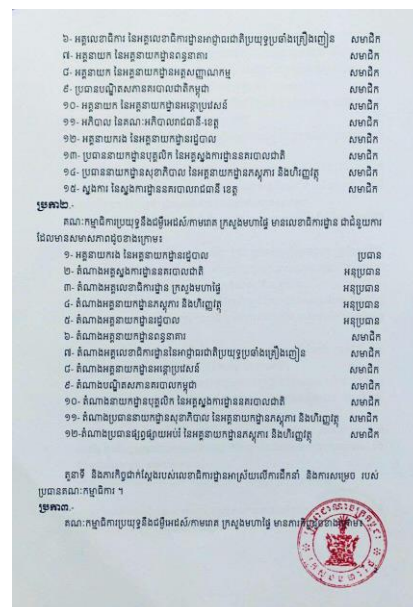 ៦- អគ្គលេខាធិការ នៃអគ្គលេខាធិការដ្ឋានអាជ្ញាធរជាតិប្រយុទ្ធប្រឆាំងគ្រឿងញៀន សមាជិក
៧- អគ្គនាយក នៃអគ្គនាយកដ្ឋានពន្ធនាគារ សមាជិក
៨- អគ្គនាយក នៃអគ្គនាយកដ្ឋានអត្តសញ្ញាណកម្ម សមាជិក
៩- ប្រធានបណ្ឌិត្យសភានគរបាលជាតិកម្ពុជា សមាជិក
១០- អគ្គនាយក នៃអគ្គនាយកដ្ឋានអន្តោប្រវេសន៍ សមាជិក
១១- អភិបាល នៃគណៈអភិបាលរាជធានី-ខេត្ត សមាជិក
១២- អគ្គនាយករង នៃអគ្គនាយកដ្ឋានរដ្ឋបាល សមាជិក
១៣- ប្រធាននាយកដ្ឋានបុគ្គលិក នៃអគ្គស្នងការដ្ឋាននគរបាលជាតិ សមាជិក
១៤- ប្រធាននាយកដ្ឋានសុខាភិបាល នៃអគ្គនាយកដ្ឋានភស្តុភារ និងហិរញ្ញវត្ថុ សមាជិក
១៥- ស្នងការ នៃស្នងការដ្ឋាននគរបាលរាជធានី ខេត្ត សមាជិក
ប្រការ២.-
គណៈកម្មាធិការប្រយុទ្ធនឹងជម្ងឺអេដស៍/កាមរោគ ក្រសួងមហាផ្ទៃ មានលេខាធិការដ្ឋាន ជាជំនួយការ
ដែលមានសមាសភាពដូចខាងក្រោម៖
១- អគ្គនាយករង នៃអគ្គនាយកដ្ឋានរដ្ឋបាល ប្រធាន
២- តំណាងអគ្គស្នងការដ្ឋាននគរបាលជាតិ អនុប្រធាន
៣- តំណាងអគ្គលេខាធិការដ្ឋាន ក្រសួងមហាផ្ទៃ អនុប្រធាន
៤- តំណាងអគ្គនាយកដ្ឋានភស្តុភារ និងហិរញ្ញវត្ថុ អនុប្រធាន
៥- តំណាងអគ្គនាយកដ្ឋានរដ្ឋបាល អនុប្រធាន
៦- តំណាងអគ្គនាយកដ្ឋានពន្ធនាគារ សមាជិក
៧- តំណាងអគ្គលេខាធិការដ្ឋាននៃអាជ្ញាធរជាតិប្រយុទ្ធប្រឆាំងគ្រឿងញៀន សមាជិក
៨- តំណាងអគ្គនាយកដ្ឋានអន្តោប្រវេសន៍ សមាជិក
៩- តំណាងបណ្ឌិត្យសភានគរបាលកម្ពុជា សមាជិក
១០- តំណាងនាយកដ្ឋានបុគ្គលិក នៃអគ្គស្នងការដ្ឋាននគរបាលជាតិ សមាជិក
១១- តំណាងប្រធាននាយកដ្ឋានសុខាភិបាល នៃអគ្គនាយកដ្ឋានភស្តុភារ និងហិរញ្ញវត្ថុ សមាជិក
១២-តំណាងប្រធានផ្សព្វផ្សាយអប់រំ នៃអគ្គនាយកដ្ឋានភស្តុភារ និងហិរញ្ញវត្ថុ សមាជិក
តួនាទី និងភារកិច្ចជាក់ស្តែងរបស់លេខាធិការដ្ឋានអាស្រ័យលើការដឹកនាំ និងការសម្រេច របស់
ប្រធានគណៈកម្មាធិការ ។
ប្រការ៣.-
គណៈកម្មាធិការប្រយុទ្ធនឹងជម្ងឺអេដស៍/កាមរោគ ក្រសួងមហាផ្ទៃ មានភារកិច្ចដូចខាងក្រោម៖